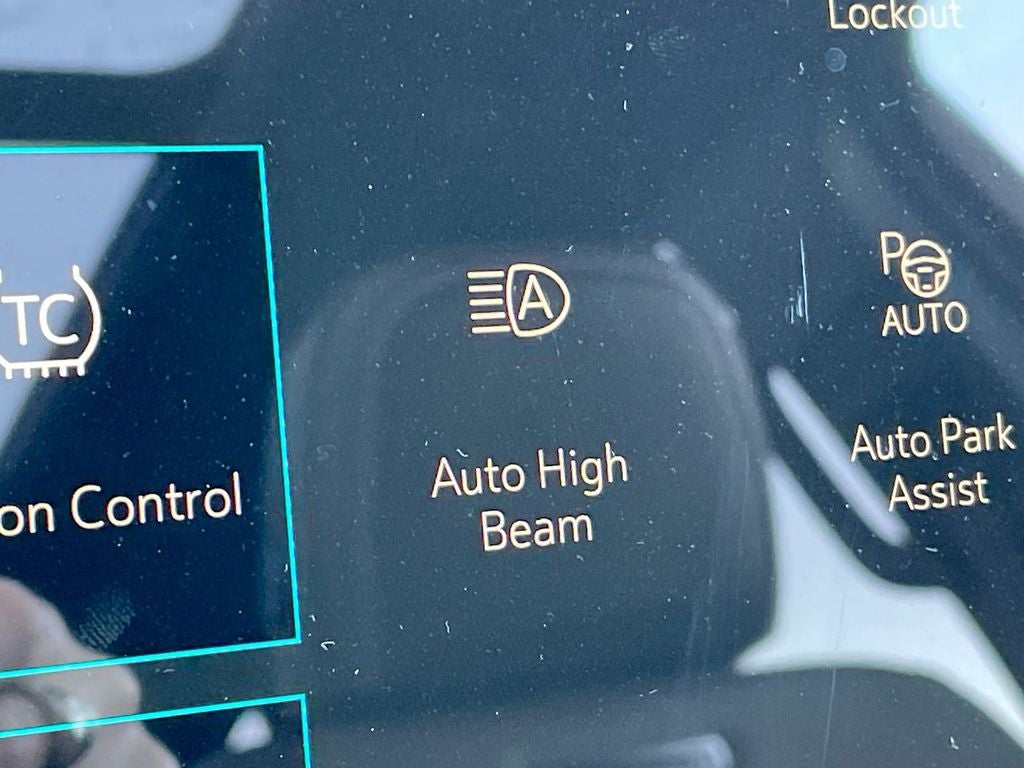 Lockout
TC
A
P
AUTO
on Control
Auto High
Beam
Auto Park
Assist